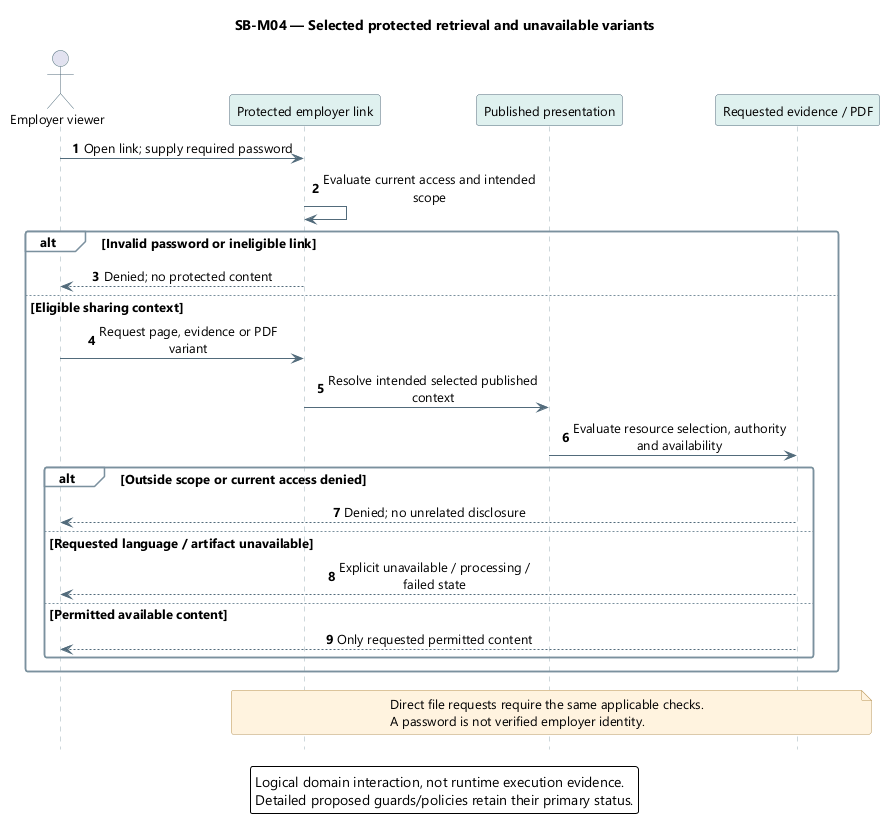 SB-M04 — Selected protected retrieval and unavailable variants
Employer viewer
Protected employer link
Published presentation
Requested evidence / PDF
1 Open link; supply required password
2 Evaluate current access and intended
scope
alt [Invalid password or ineligible link]
3 Denied; no protected content
[Eligible sharing context]
4 Request page, evidence or PDF
variant
5 Resolve intended selected published
context
6 Evaluate resource selection, authority
and availability
alt [Outside scope or current access denied]
7 Denied; no unrelated disclosure
[Requested language / artifact unavailable]
8 Explicit unavailable / processing /
failed state
[Permitted available content]
9 Only requested permitted content
Direct file requests require the same applicable checks.
A password is not verified employer identity.
Logical domain interaction, not runtime execution evidence.
Detailed proposed guards/policies retain their primary status.